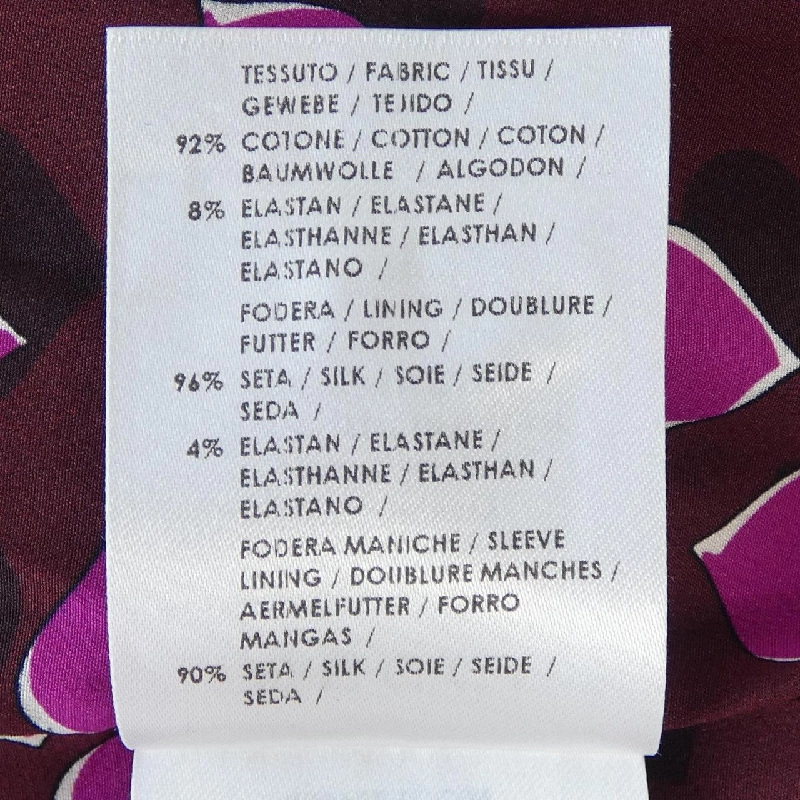 TESSUTO / FABRIC / TISSU /
GEWEBE / TEJIDO /
92% COTONE / COTTON / COTON /
BAUMWOLLE / ALGODON /
8% ELASTAN / ELASTANE /
ELASTHANNE / ELASTHAN /
ELASTANO /
FODERA / LINING / DOUBLURE /
FUTTER / FORRO /
96% SETA / SILK / SOIE / SEIDE /
SEDA /
4% ELASTAN / ELASTANE /
ELASTHANNE / ELASTHAN /
ELASTANO /
FODERA MANICHE / SLEEVE
LINING / DOUBLURE MANCHES /
AERMELFUTTER / FORRO
MANGAS /
90% SETA / SILK / SOIE / SEIDE /
SEDA /